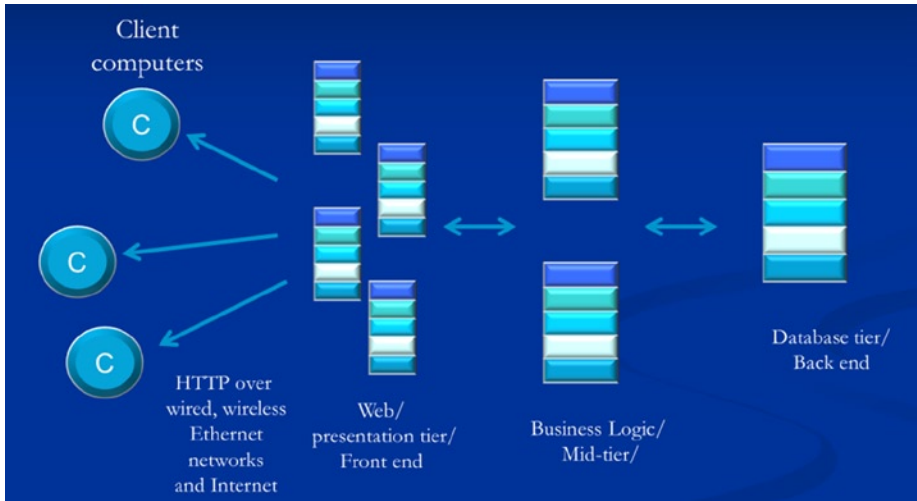 Client
computers
C
C
C
HTTP over
wired, wireless
Ethernet
networks
and Internet
Web/
presentation tier/
Front end
Business Logic/
Mid-tier/
Database tier/
Back end